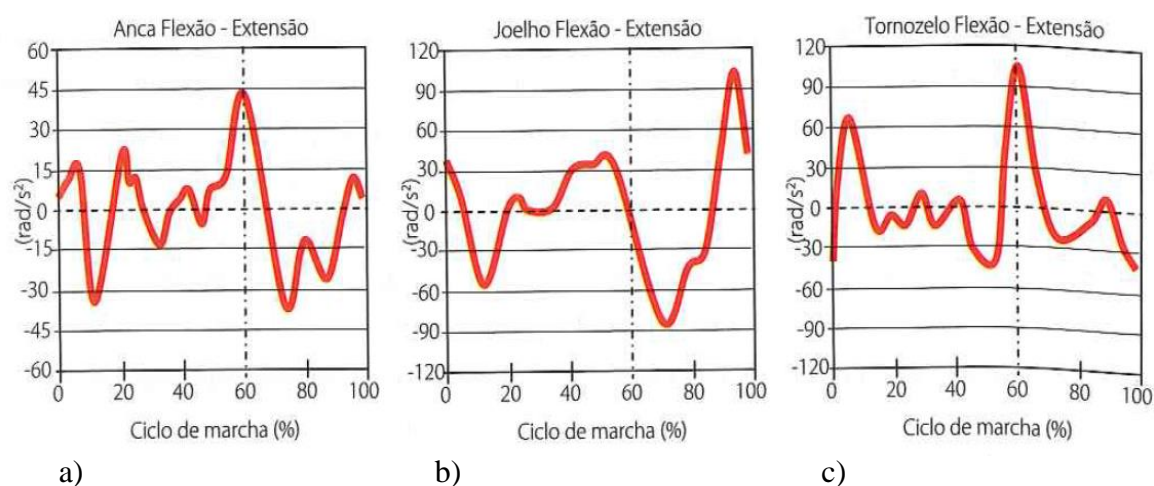 Anca Flexão - Extensão
60
45
30
15
0
-15
-30
-45
-60
(rad/s²)
0 20 40 60 80 100
Ciclo de marcha (%)
a)
Joelho Flexão - Extensão
120
90
60
30
0
-30
-60
-90
-120
(rad/s²)
0 20 40 60 80 100
Ciclo de marcha (%)
b)
Tornozelo Flexão - Extensão
120
90
60
30
0
-30
-60
-90
-120
(rad/s²)
0 20 40 60 80 100
Ciclo de marcha (%)
c)